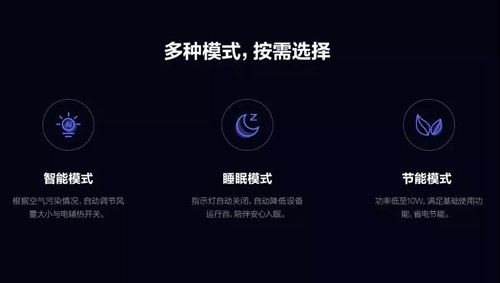 多种模式，按需选择
AI
Z
智能模式
根据空气污染情况，自动调节风
量大小与电辅热开关。
睡眠模式
指示灯自动关闭，自动降低设备
运行音，陪伴安心入眠。
节能模式
功率低至10W，满足基础使用功
能，省电节能。